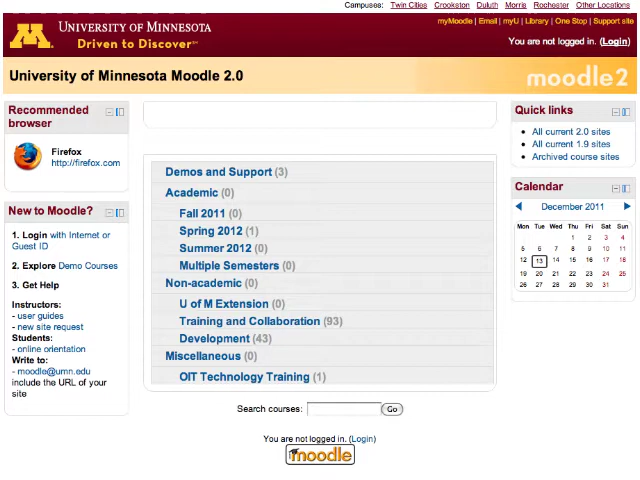 Campuses: Twin Cities Crookston Duluth Morris Rochester Other Locations
M UNIVERSITY OF MINNESOTA
Driven to Discover℠
myMoodle | Email | myU | Library | One Stop | Support site
You are not logged in. (Login)
University of Minnesota Moodle 2.0
moodle2
Recommended
browser
Firefox
http://firefox.com
New to Moodle?
1. Login with Internet or
Guest ID
2. Explore Demo Courses
3. Get Help
Instructors:
- user guides
- new site request
Students:
- online orientation
Write to:
- moodle@umn.edu
include the URL of your
site
Demos and Support (3)
Academic (0)
Fall 2011 (0)
Spring 2012 (1)
Summer 2012 (0)
Multiple Semesters (0)
Non-academic (0)
U of M Extension (0)
Training and Collaboration (93)
Development (43)
Miscellaneous (0)
OIT Technology Training (1)
Search courses: Go
You are not logged in. (Login)
moodle
Quick links
All current 2.0 sites
All current 1.9 sites
Archived course sites
Calendar
December 2011
Mon Tue Wed Thu Fri Sat Sun
1 2 3 4
5 6 7 8 9 10 11
12 13 14 15 16 17 18
19 20 21 22 23 24 25
26 27 28 29 30 31